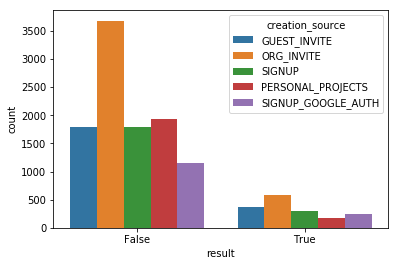 creation_source
GUEST_INVITE
ORG_INVITE
SIGNUP
PERSONAL_PROJECTS
SIGNUP_GOOGLE_AUTH
3500
3000
2500
2000
1500
1000
500
0
count
False True
result